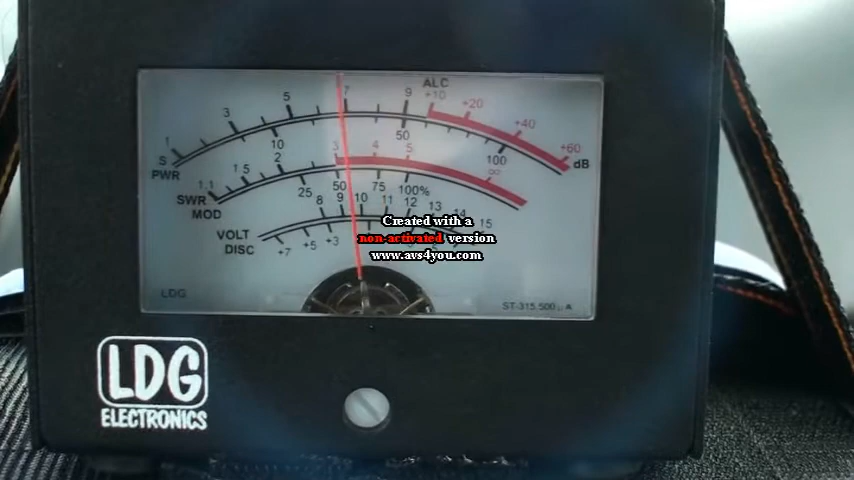 ALC
1 3 5 7 9 +10 +20 +40 +60 dB
S
PWR 10 50 100
1.1 1.5 2 3 4 5 ∞
SWR
MOD 25 50 75 100%
8 9 10 11 12 13 14 15
VOLT
DISC +7 +5 +3
Created with a
non-activated version
www.avs4you.com
LDG
ST-315 500 μA
LDG
ELECTRONICS